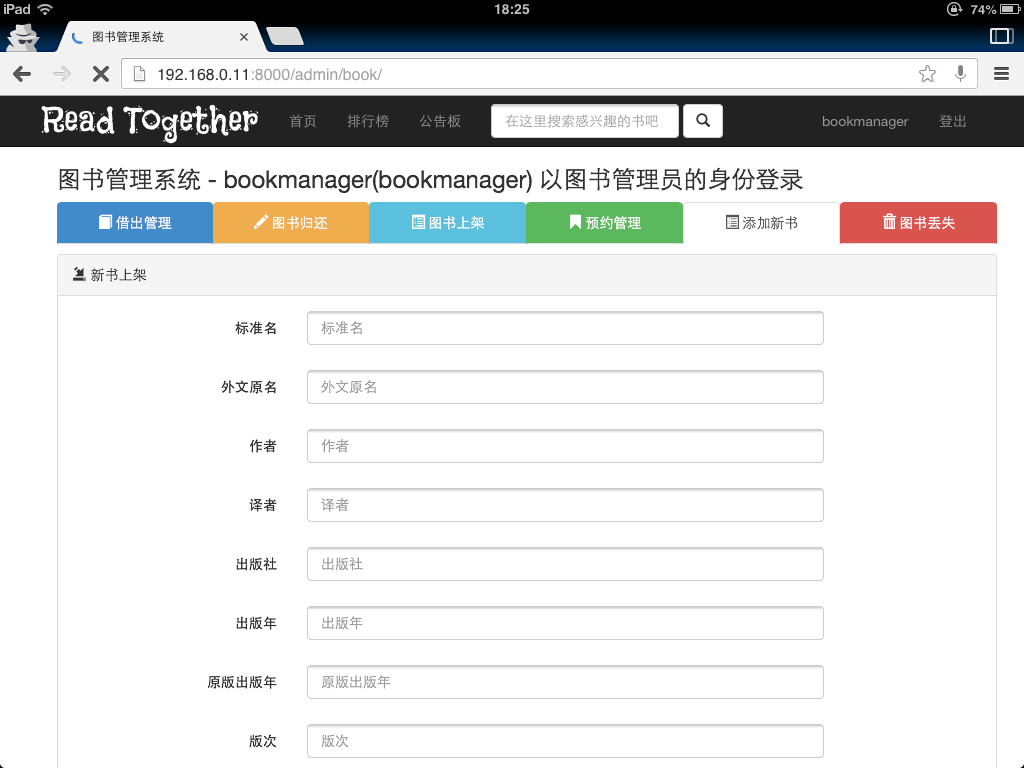 iPad 18:25 74%
图书管理系统
192.168.0.11:8000/admin/book/
Read Together 首页 排行榜 公告板 在这里搜索感兴趣的书吧 bookmanager 登出
图书管理系统 - bookmanager(bookmanager) 以图书管理员的身份登录
借出管理 图书归还 图书上架 预约管理 添加新书 图书丢失
新书上架
标准名 标准名
外文原名 外文原名
作者 作者
译者 译者
出版社 出版社
出版年 出版年
原版出版年 原版出版年
版次 版次